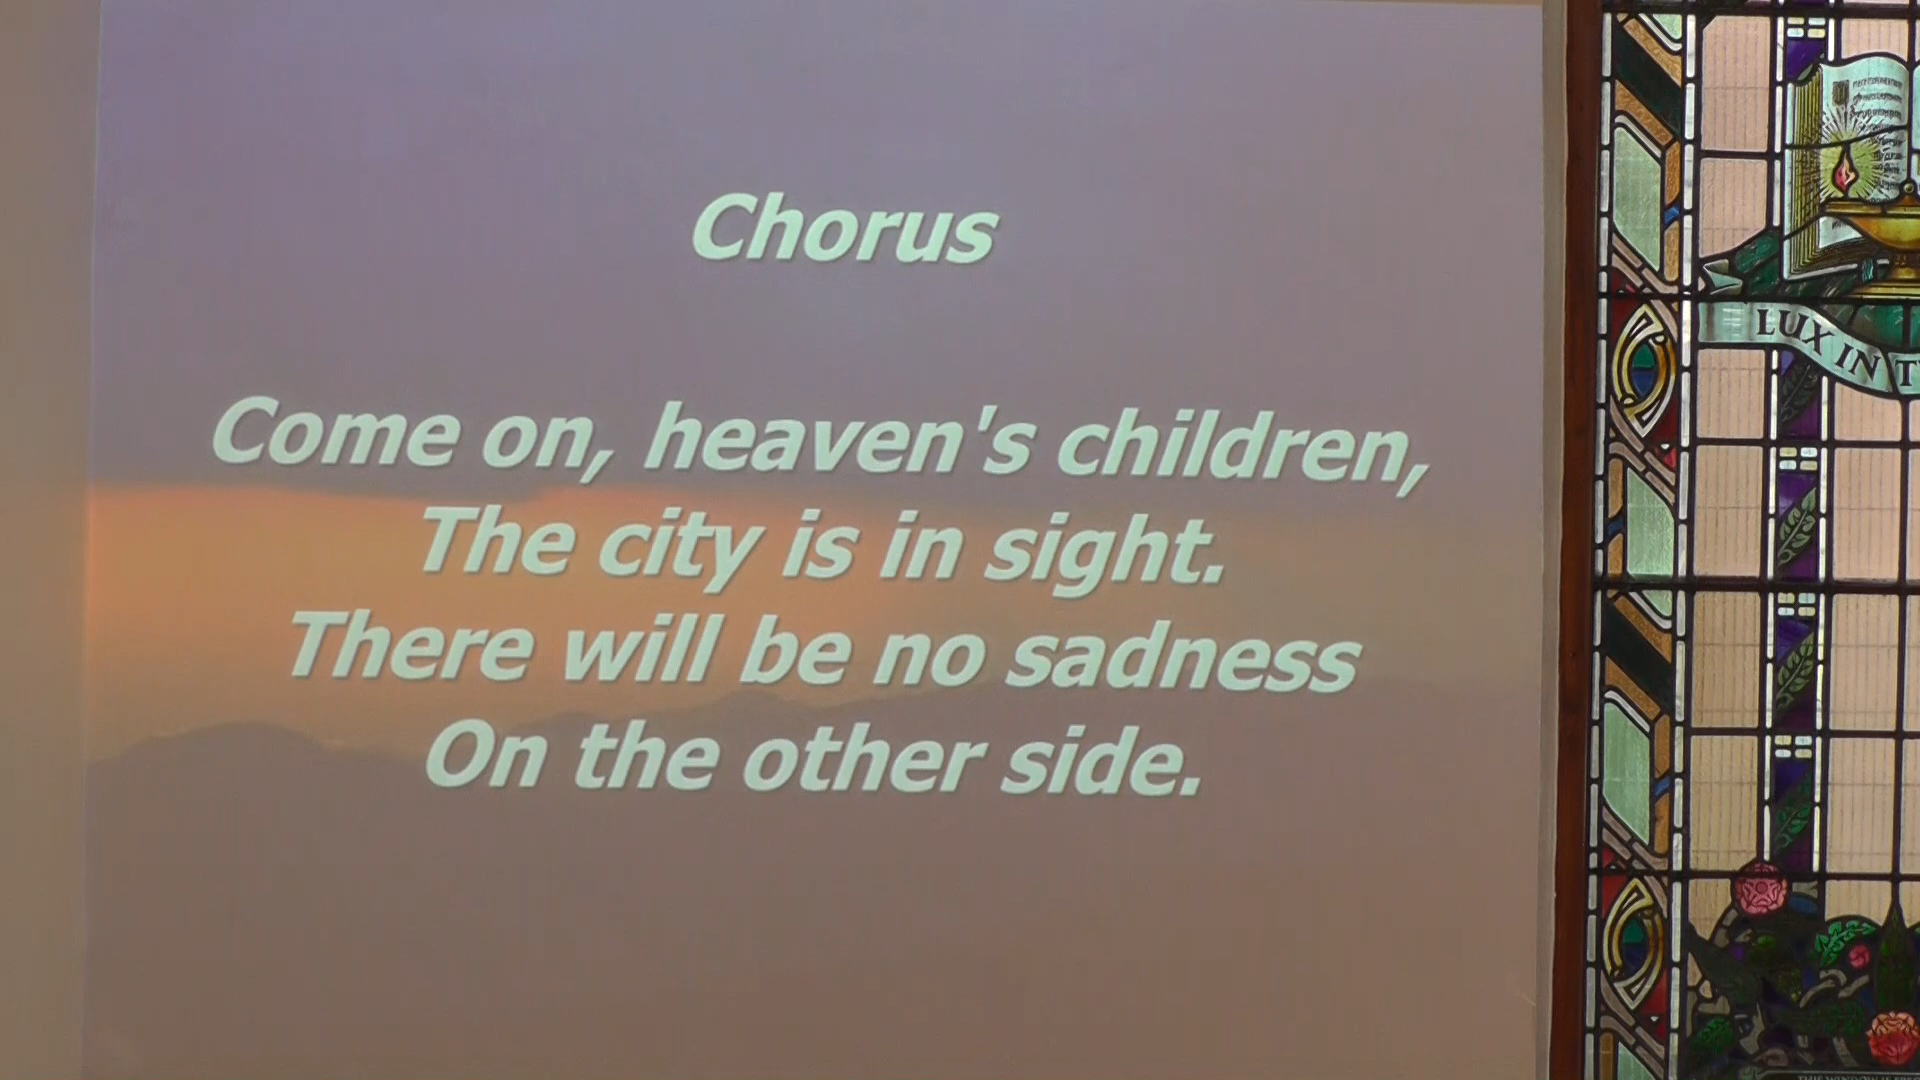 Chorus
Come on, heaven's children,
The city is in sight.
There will be no sadness
On the other side.
LUX IN T